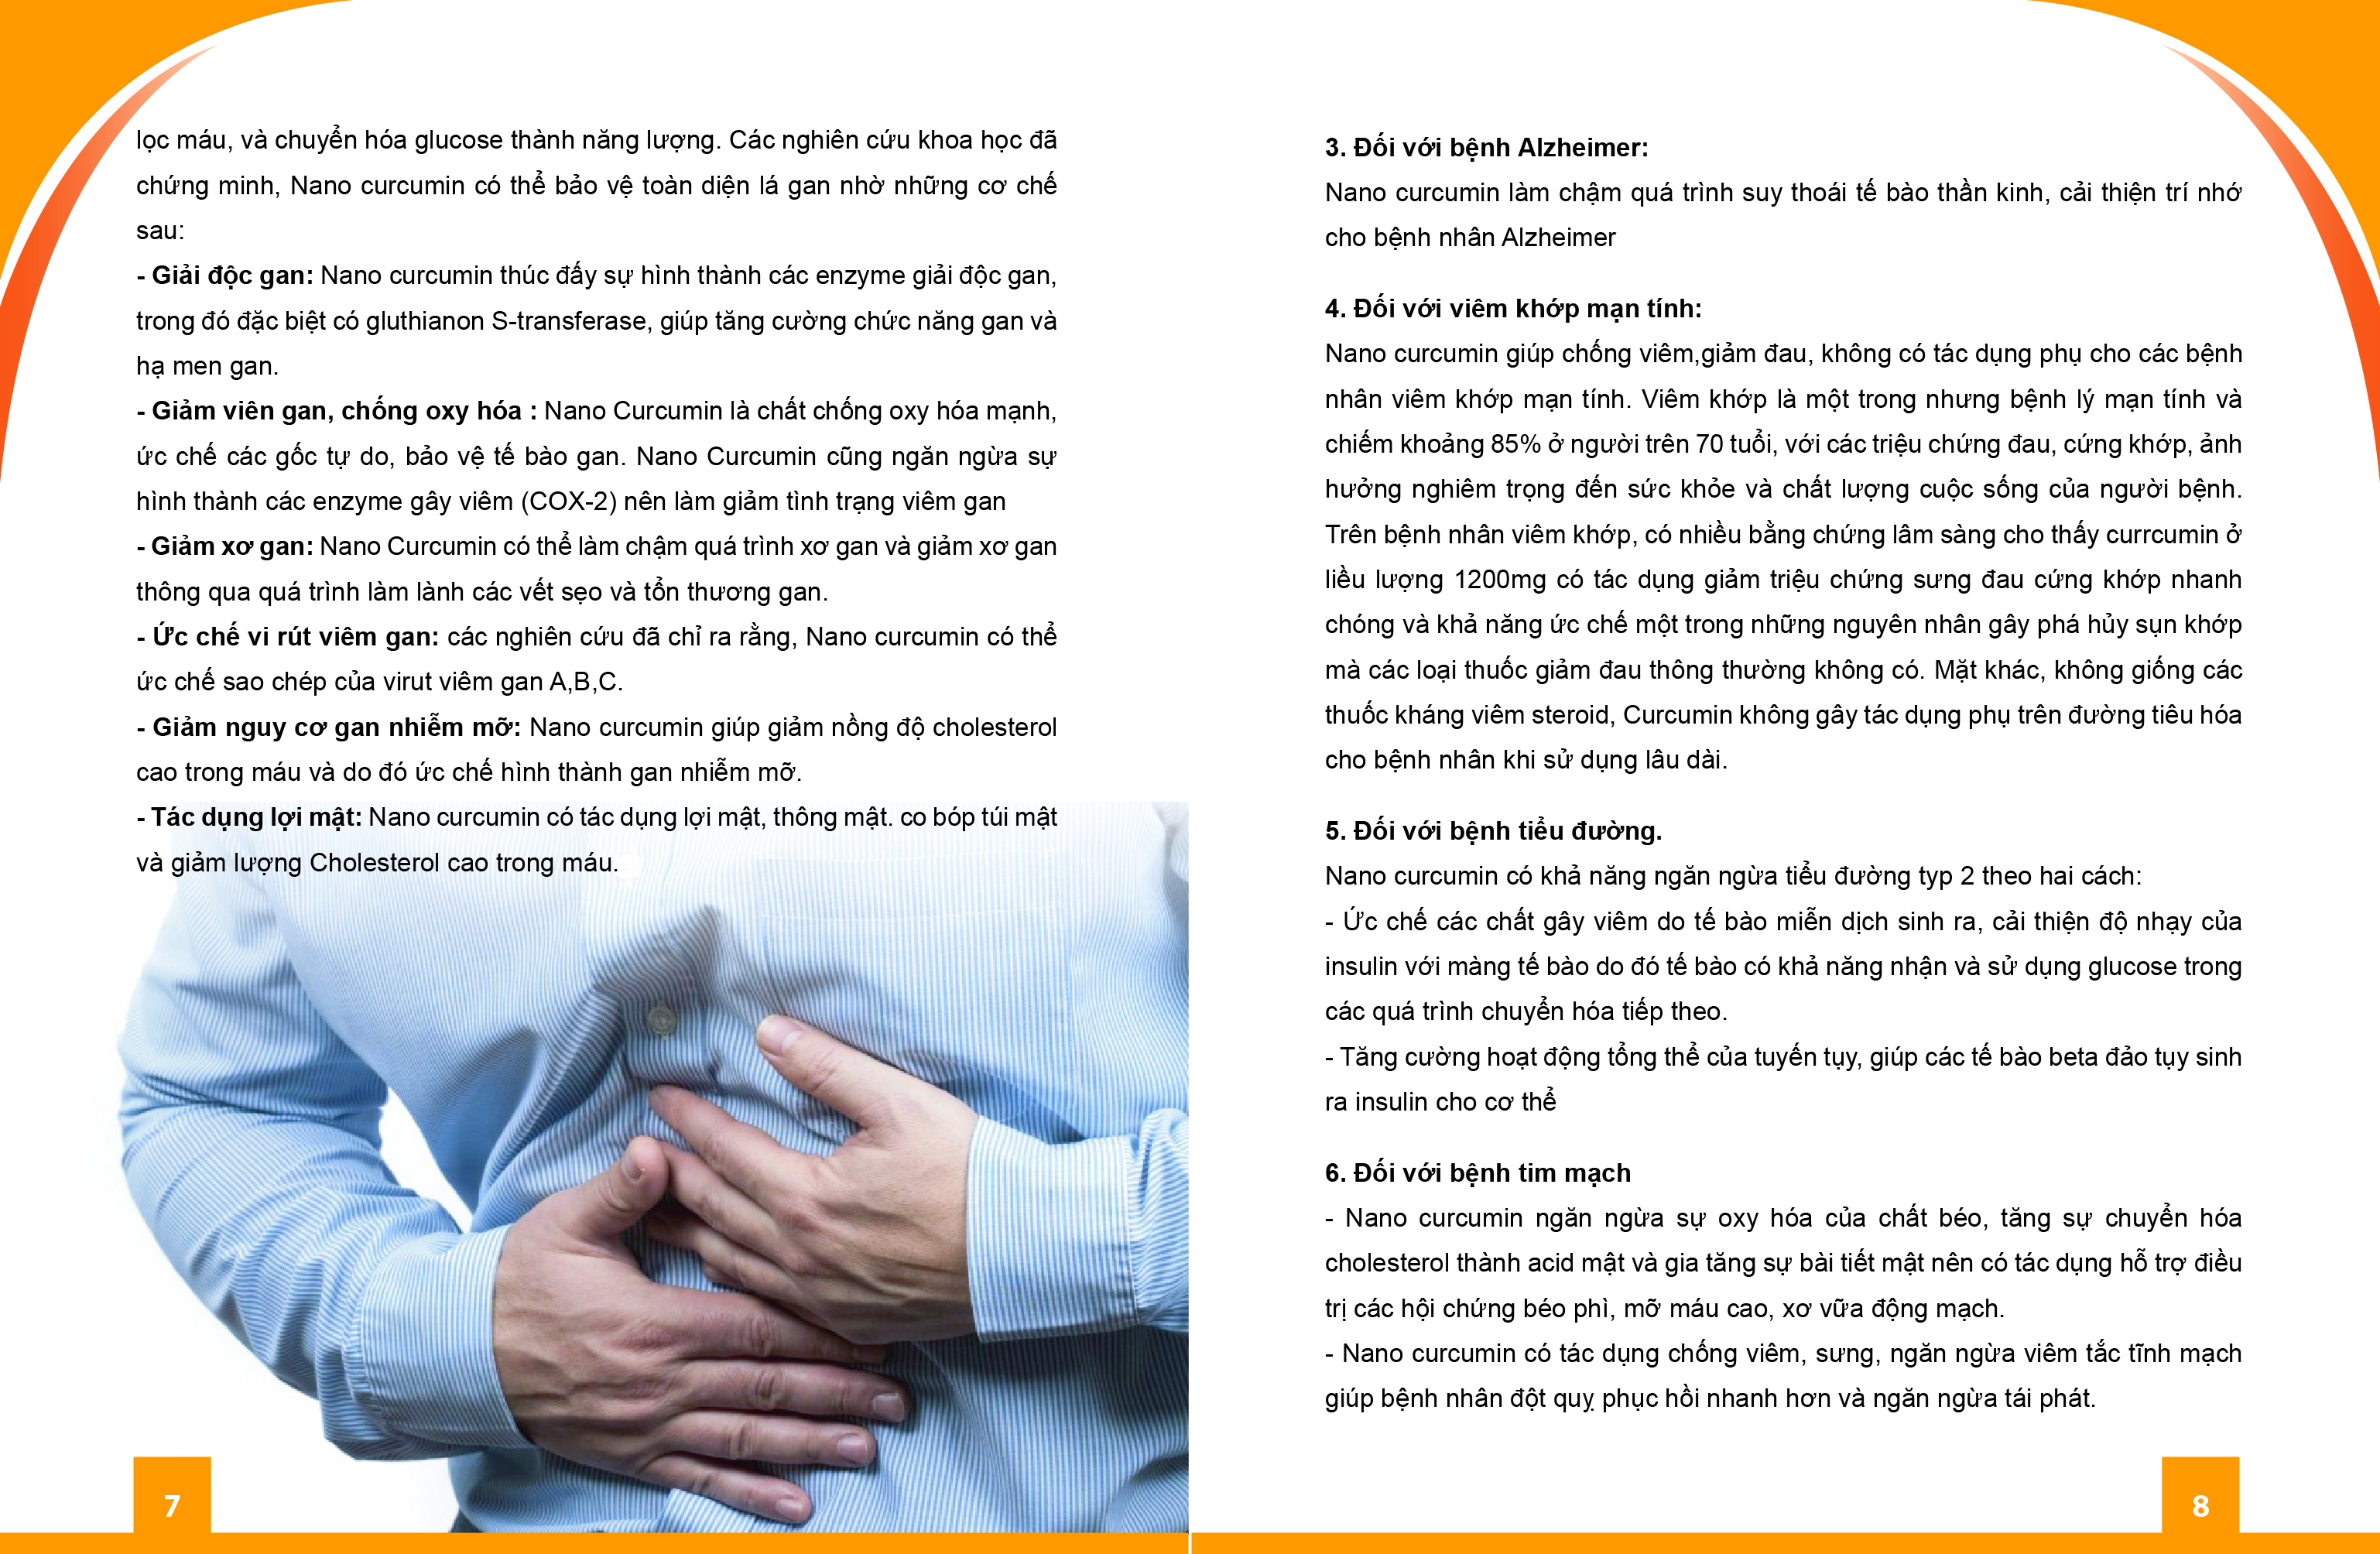 lọc máu, và chuyển hóa glucose thành năng lượng. Các nghiên cứu khoa học đã
chứng minh, Nano curcumin có thể bảo vệ toàn diện lá gan nhờ những cơ chế
sau:
- Giải độc gan: Nano curcumin thúc đẩy sự hình thành các enzyme giải độc gan,
trong đó đặc biệt có gluthianon S-transferase, giúp tăng cường chức năng gan và
hạ men gan.
- Giảm viên gan, chống oxy hóa : Nano Curcumin là chất chống oxy hóa mạnh,
ức chế các gốc tự do, bảo vệ tế bào gan. Nano Curcumin cũng ngăn ngừa sự
hình thành các enzyme gây viêm (COX-2) nên làm giảm tình trạng viêm gan
- Giảm xơ gan: Nano Curcumin có thể làm chậm quá trình xơ gan và giảm xơ gan
thông qua quá trình làm lành các vết sẹo và tổn thương gan.
- Ức chế vi rút viêm gan: các nghiên cứu đã chỉ ra rằng, Nano curcumin có thể
ức chế sao chép của virut viêm gan A,B,C.
- Giảm nguy cơ gan nhiễm mỡ: Nano curcumin giúp giảm nồng độ cholesterol
cao trong máu và do đó ức chế hình thành gan nhiễm mỡ.
- Tác dụng lợi mật: Nano curcumin có tác dụng lợi mật, thông mật. co bóp túi mật
và giảm lượng Cholesterol cao trong máu.
7
3. Đối với bệnh Alzheimer:
Nano curcumin làm chậm quá trình suy thoái tế bào thần kinh, cải thiện trí nhớ
cho bệnh nhân Alzheimer
4. Đối với viêm khớp mạn tính:
Nano curcumin giúp chống viêm,giảm đau, không có tác dụng phụ cho các bệnh
nhân viêm khớp mạn tính. Viêm khớp là một trong nhưng bệnh lý mạn tính và
chiếm khoảng 85% ở người trên 70 tuổi, với các triệu chứng đau, cứng khớp, ảnh
hưởng nghiêm trọng đến sức khỏe và chất lượng cuộc sống của người bệnh.
Trên bệnh nhân viêm khớp, có nhiều bằng chứng lâm sàng cho thấy currcumin ở
liều lượng 1200mg có tác dụng giảm triệu chứng sưng đau cứng khớp nhanh
chóng và khả năng ức chế một trong những nguyên nhân gây phá hủy sụn khớp
mà các loại thuốc giảm đau thông thường không có. Mặt khác, không giống các
thuốc kháng viêm steroid, Curcumin không gây tác dụng phụ trên đường tiêu hóa
cho bệnh nhân khi sử dụng lâu dài.
5. Đối với bệnh tiểu đường.
Nano curcumin có khả năng ngăn ngừa tiểu đường typ 2 theo hai cách:
- Ức chế các chất gây viêm do tế bào miễn dịch sinh ra, cải thiện độ nhạy của
insulin với màng tế bào do đó tế bào có khả năng nhận và sử dụng glucose trong
các quá trình chuyển hóa tiếp theo.
- Tăng cường hoạt động tổng thể của tuyến tụy, giúp các tế bào beta đảo tụy sinh
ra insulin cho cơ thể
6. Đối với bệnh tim mạch
- Nano curcumin ngăn ngừa sự oxy hóa của chất béo, tăng sự chuyển hóa
cholesterol thành acid mật và gia tăng sự bài tiết mật nên có tác dụng hỗ trợ điều
trị các hội chứng béo phì, mỡ máu cao, xơ vữa động mạch.
- Nano curcumin có tác dụng chống viêm, sưng, ngăn ngừa viêm tắc tĩnh mạch
giúp bệnh nhân đột quỵ phục hồi nhanh hơn và ngăn ngừa tái phát.
8